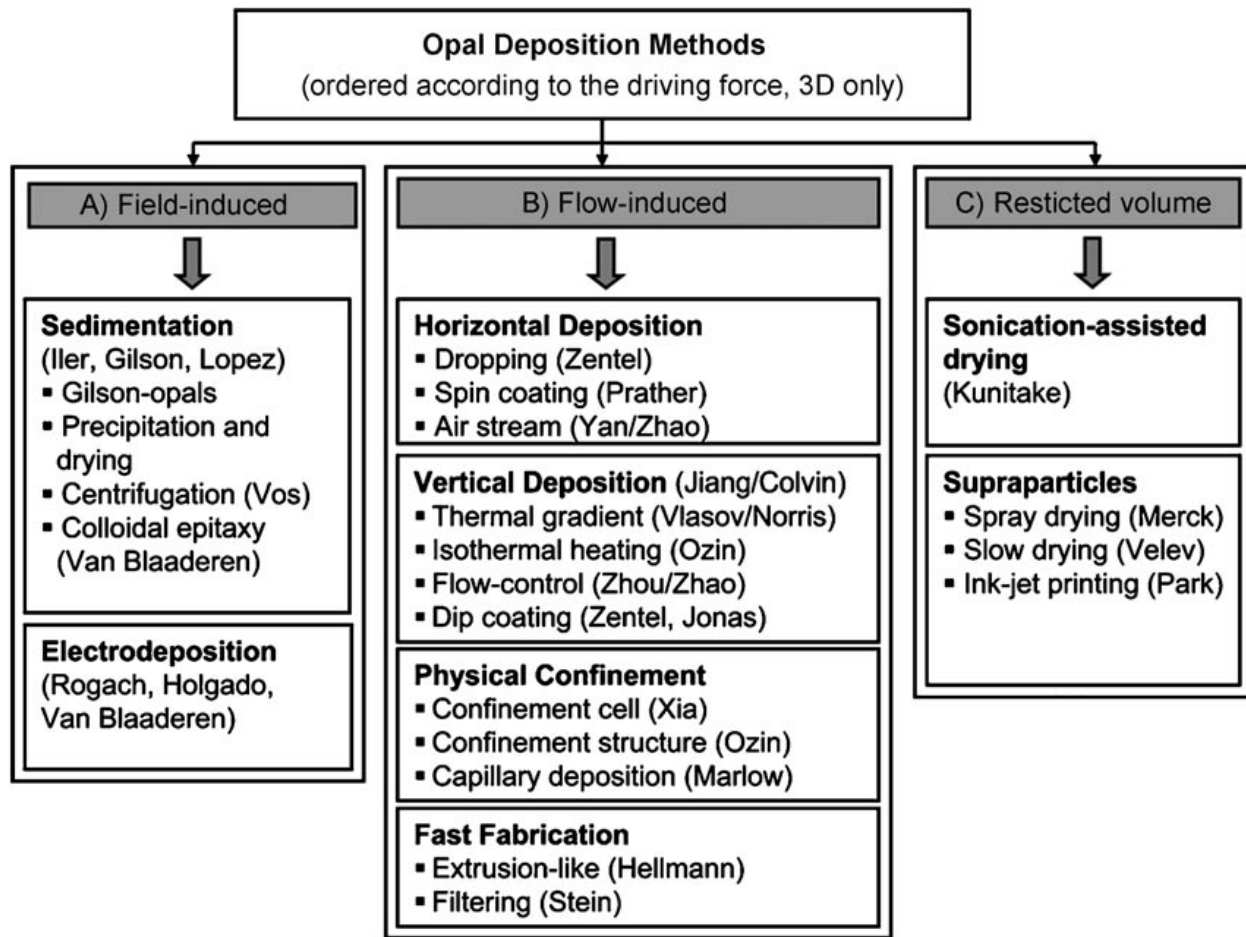 Opal Deposition Methods
(ordered according to the driving force, 3D only)
A) Field-induced
Sedimentation
(Iler, Gilson, Lopez)
▪ Gilson-opals
▪ Precipitation and
drying
▪ Centrifugation (Vos)
▪ Colloidal epitaxy
(Van Blaaderen)
Electrodeposition
(Rogach, Holgado,
Van Blaaderen)
B) Flow-induced
Horizontal Deposition
▪ Dropping (Zentel)
▪ Spin coating (Prather)
▪ Air stream (Yan/Zhao)
Vertical Deposition (Jiang/Colvin)
▪ Thermal gradient (Vlasov/Norris)
▪ Isothermal heating (Ozin)
▪ Flow-control (Zhou/Zhao)
▪ Dip coating (Zentel, Jonas)
Physical Confinement
▪ Confinement cell (Xia)
▪ Confinement structure (Ozin)
▪ Capillary deposition (Marlow)
Fast Fabrication
▪ Extrusion-like (Hellmann)
▪ Filtering (Stein)
C) Resticted volume
Sonication-assisted
drying
(Kunitake)
Supraparticles
▪ Spray drying (Merck)
▪ Slow drying (Velev)
▪ Ink-jet printing (Park)